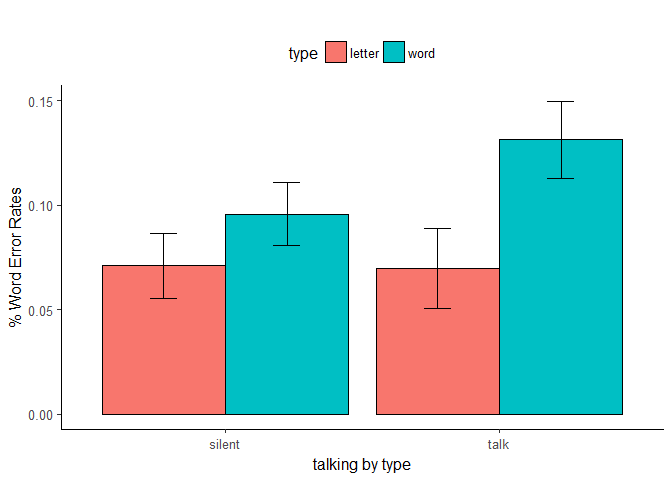 type letter word
0.15
0.10
0.05
0.00
% Word Error Rates
silent talk
talking by type